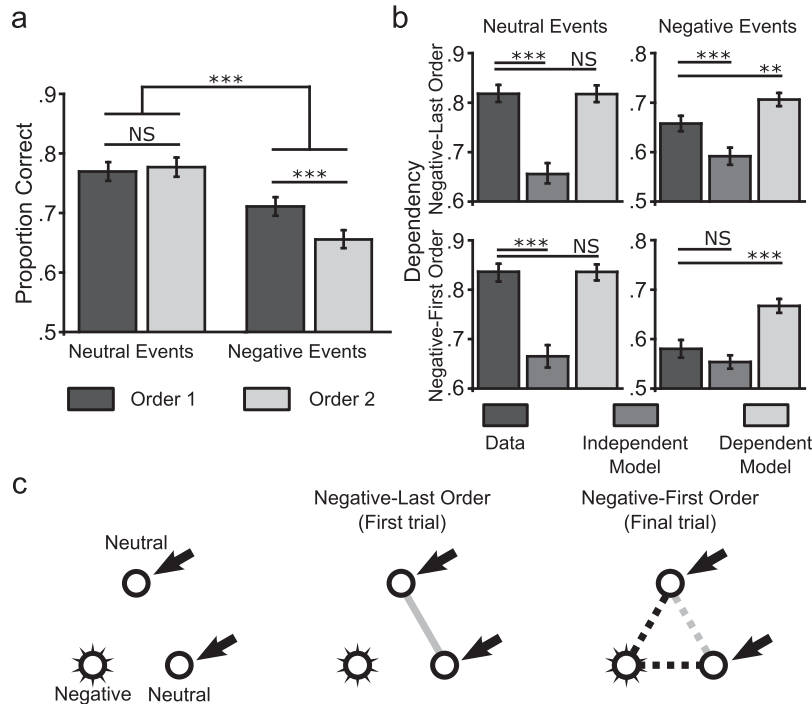 a
Proportion Correct
.9
.8
.7
.6
.5
***
NS
***
Neutral Events
Negative Events
Order 1
Order 2
b
Neutral Events
Negative Events
Dependency
Negative-Last Order
.9
.8
.7
.6
***
NS
.8
.7
.6
.5
***
**
Negative-First Order
.9
.8
.7
.6
***
NS
.8
.7
.6
.5
NS
***
Data
Independent
Model
Dependent
Model
c
Neutral
Negative
Neutral
Negative-Last Order
(First trial)
Negative-First Order
(Final trial)